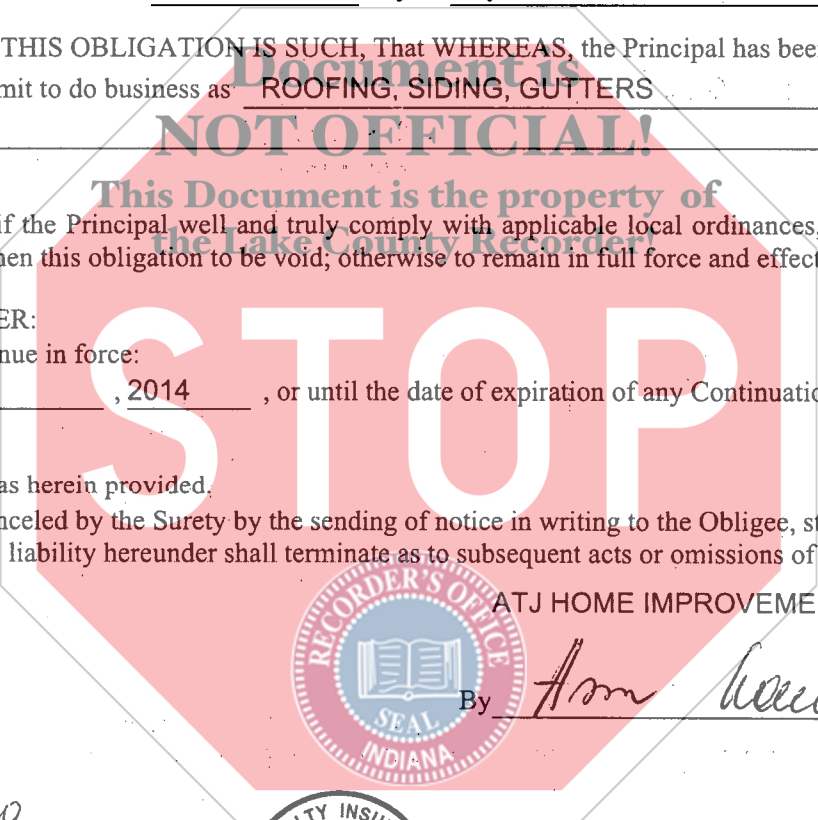 THIS OBLIGATION IS SUCH, That WHEREAS, the Principal has been
Document is
mit to do business as ROOFING, SIDING, GUTTERS
NOT OFFICIAL!
This Document is the property of
if the Principal well and truly comply with applicable local ordinances,
the Lake County Recorder!
hen this obligation to be void; otherwise to remain in full force and effect
ER:
nue in force:
, 2014 , or until the date of expiration of any Continuatio
STOP
as herein provided.
nceled by the Surety by the sending of notice in writing to the Obligee, st
liability hereunder shall terminate as to subsequent acts or omissions of
RECORDER'S OFFICE
ATJ HOME IMPROVEME
By
SEAL
INDIANA
LTY INSU